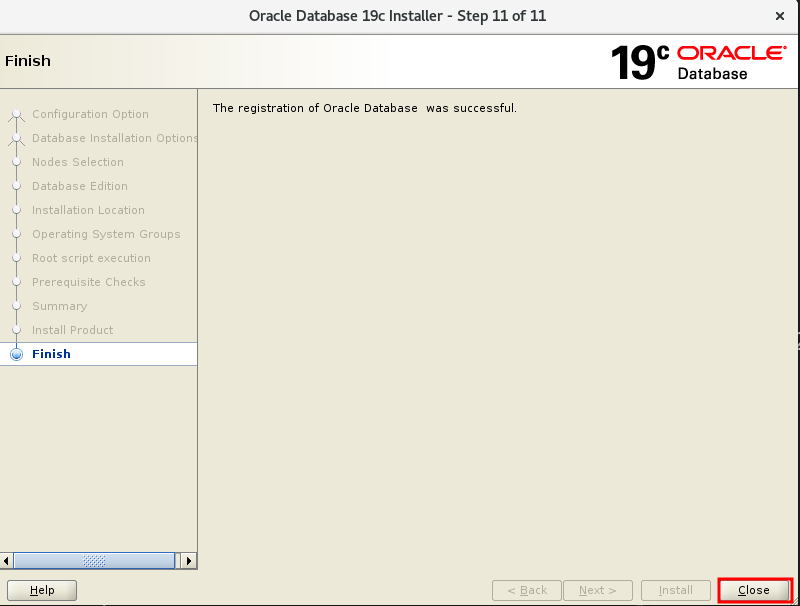 Oracle Database 19c Installer - Step 11 of 11
Finish
19c ORACLE
Database
Configuration Option
Database Installation Options
Nodes Selection
Database Edition
Installation Location
Operating System Groups
Root script execution
Prerequisite Checks
Summary
Install Product
Finish
The registration of Oracle Database  was successful.
Help
< Back
Next >
Install
Close